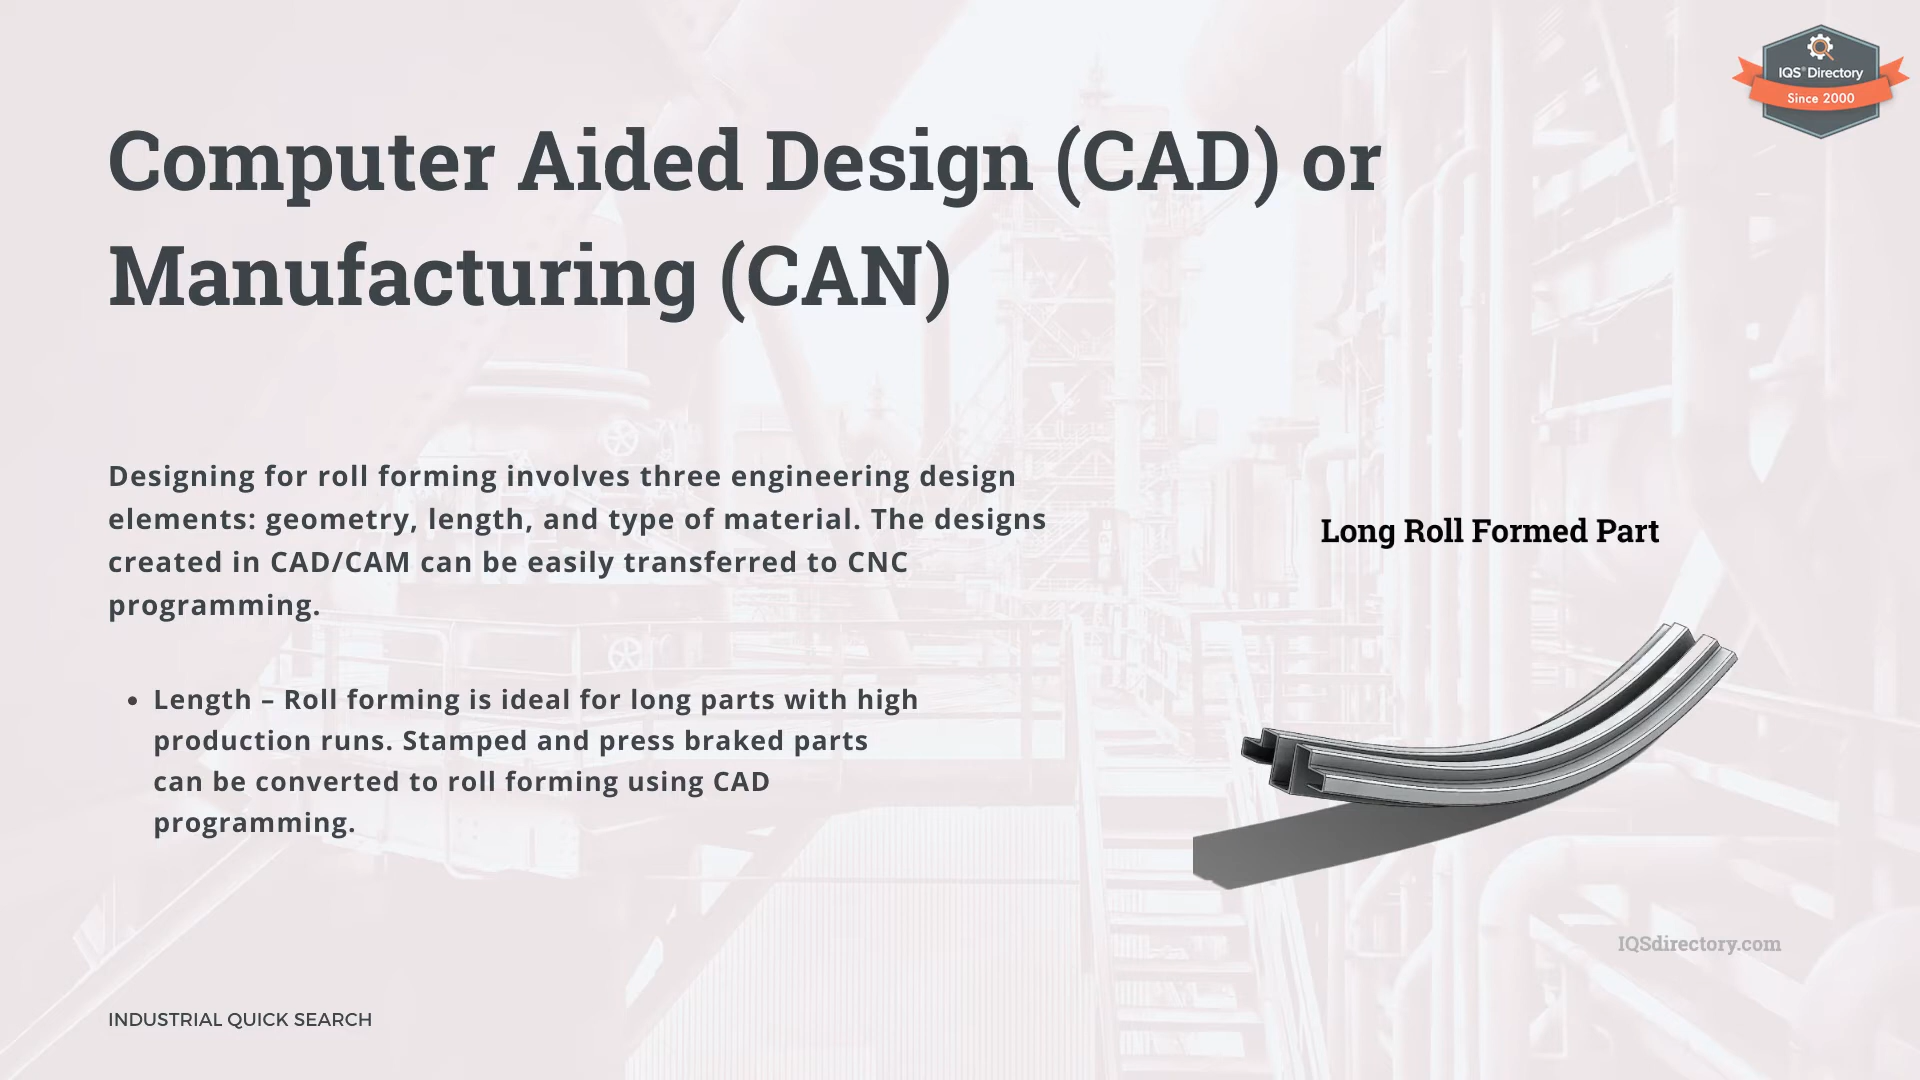 IQS® Directory
Since 2000
Computer Aided Design (CAD) or
Manufacturing (CAN)
Designing for roll forming involves three engineering design
elements: geometry, length, and type of material. The designs
created in CAD/CAM can be easily transferred to CNC
programming.
• Length – Roll forming is ideal for long parts with high
production runs. Stamped and press braked parts
can be converted to roll forming using CAD
programming.
Long Roll Formed Part
IQSdirectory.com
INDUSTRIAL QUICK SEARCH